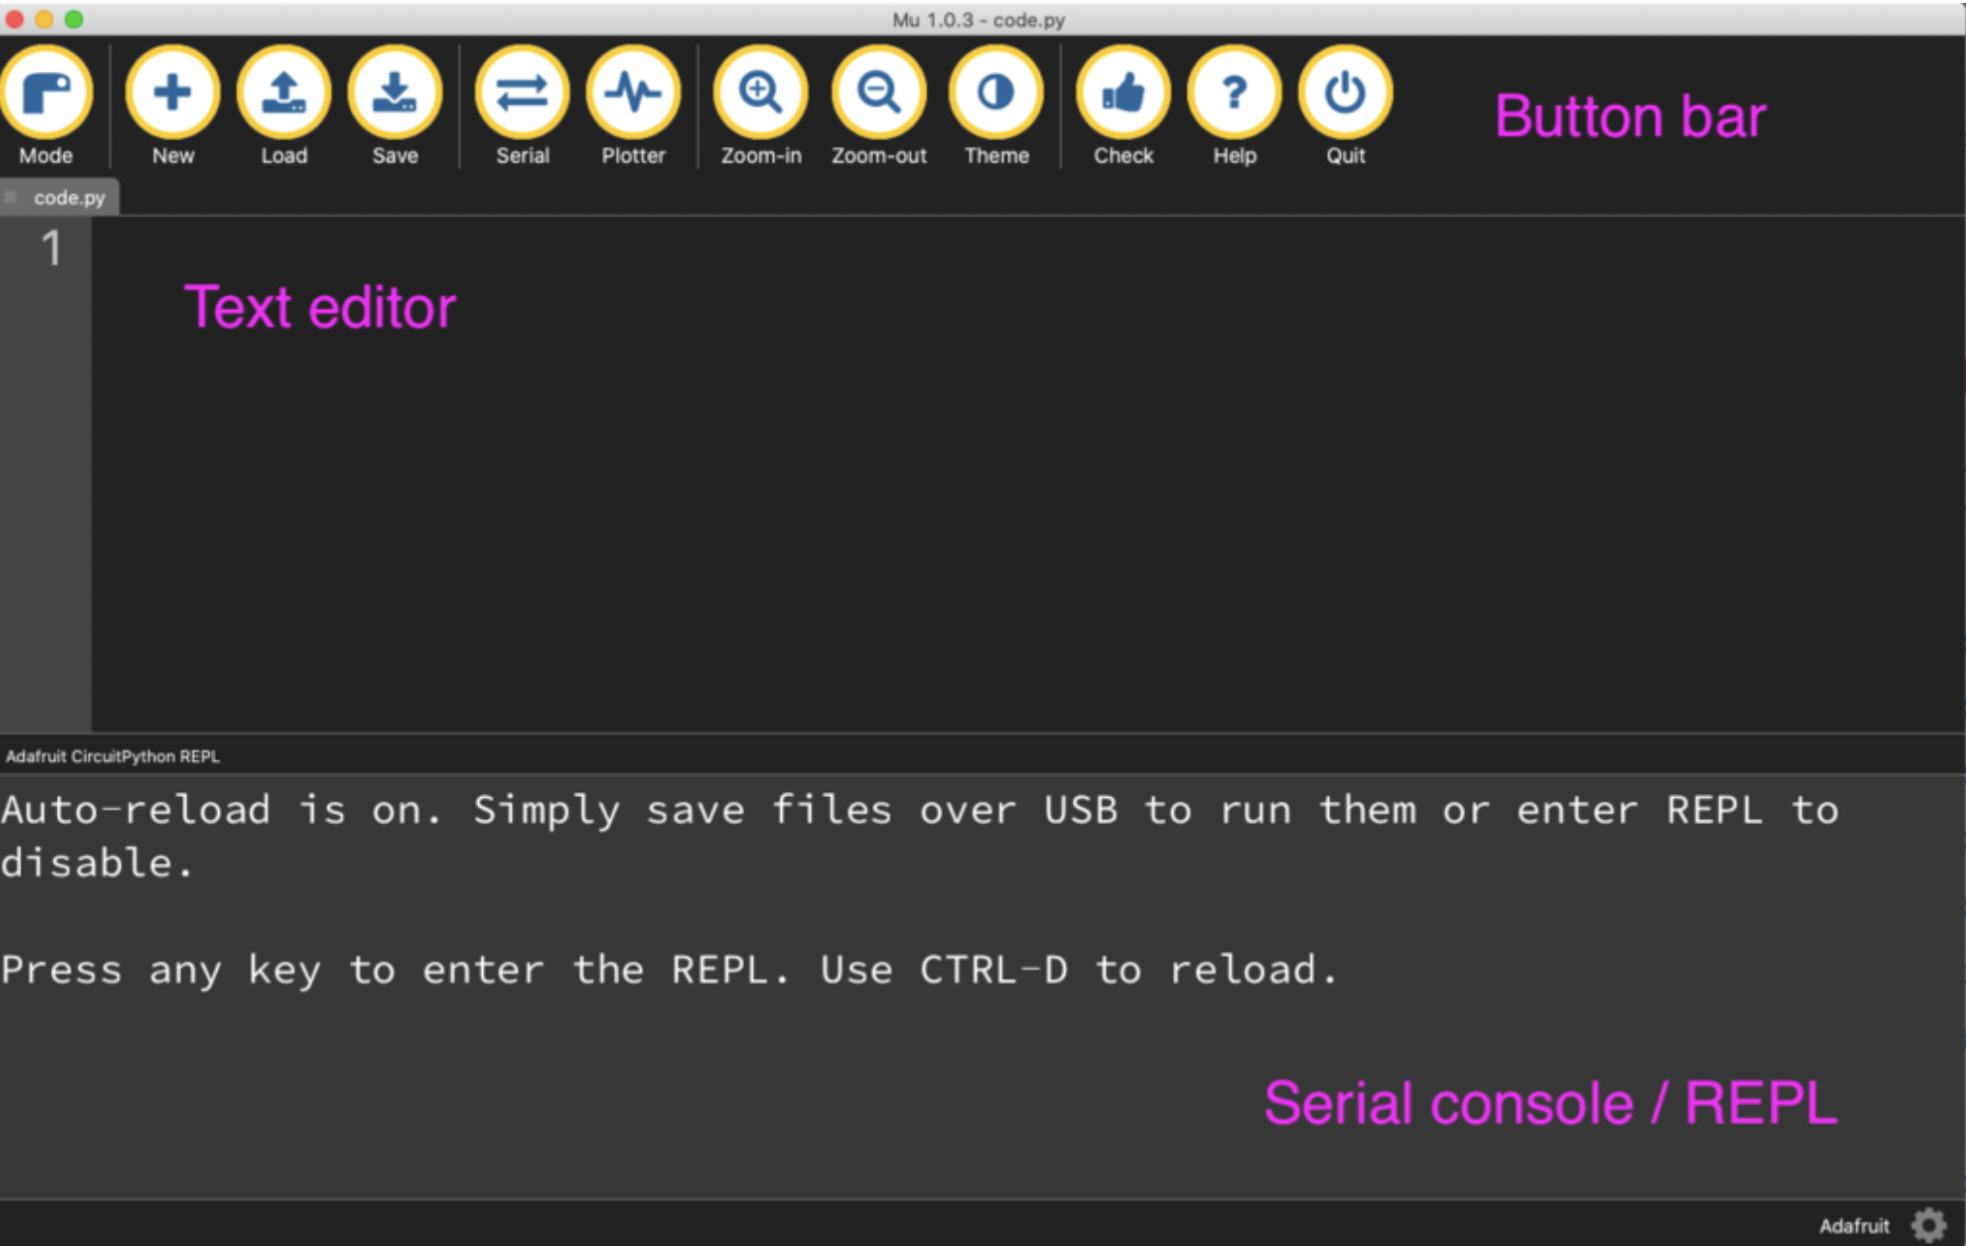 Mu 1.0.3 - code.py
Mode New Load Save Serial Plotter Zoom-in Zoom-out Theme Check Help Quit
Button bar
code.py
1
Text editor
Adafruit CircuitPython REPL
Auto-reload is on. Simply save files over USB to run them or enter REPL to
disable.
Press any key to enter the REPL. Use CTRL-D to reload.
Serial console / REPL
Adafruit